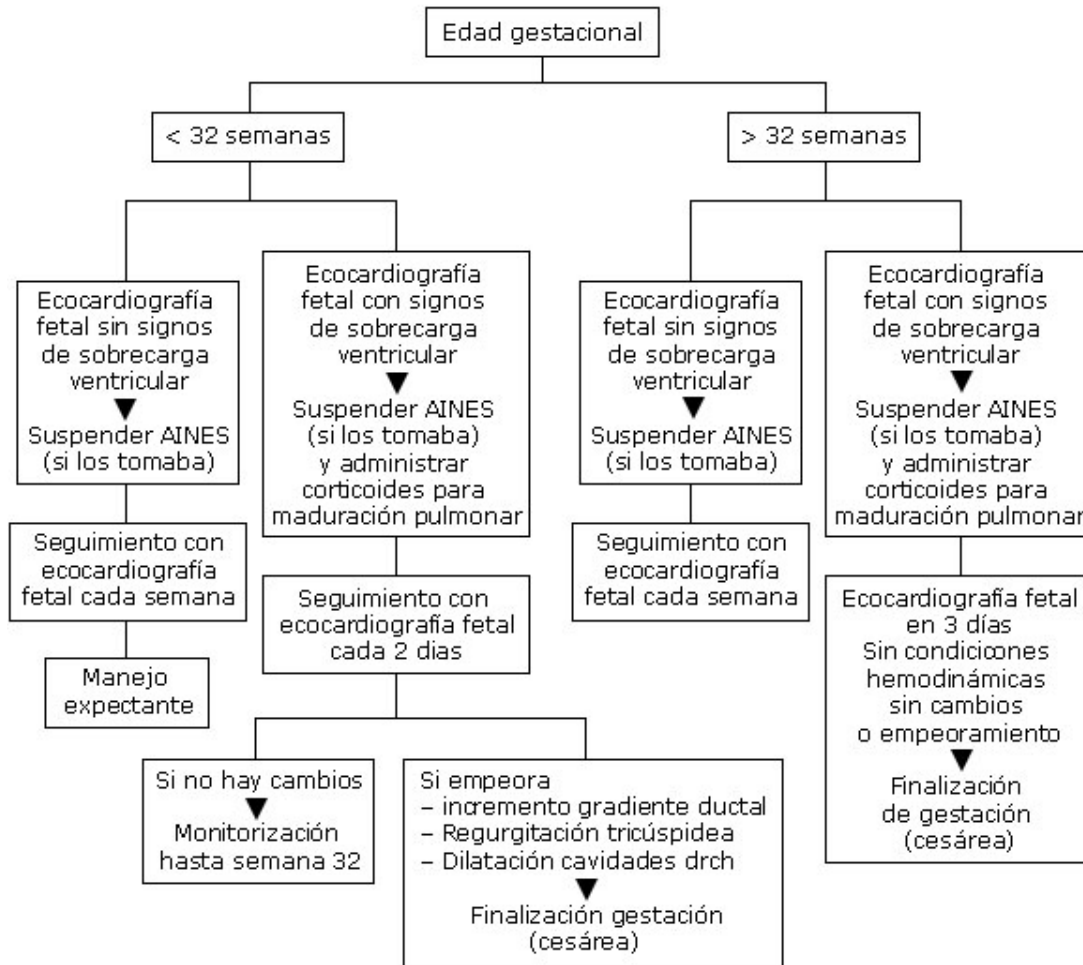 Edad gestacional
< 32 semanas
> 32 semanas
Ecocardiografía
fetal sin signos
de sobrecarga
ventricular
Suspender AINES
(si los tomaba)
Seguimiento con
ecocardiografía
fetal cada semana
Manejo
expectante
Ecocardiografía
fetal con signos
de sobrecarga
ventricular
Suspender AINES
(si los tomaba)
y administrar
corticoides para
maduración pulmonar
Seguimiento con
ecocardiografía fetal
cada 2 dias
Si no hay cambios
Monitorización
hasta semana 32
Si empeora
– incremento gradiente ductal
– Regurgitación tricúspidea
– Dilatación cavidades drch
Finalización gestación
(cesárea)
Ecocardiografía
fetal sin signos
de sobrecarga
ventricular
Suspender AINES
(si los tomaba)
Seguimiento con
ecocardiografía
fetal cada semana
Ecocardiografía
fetal con signos
de sobrecarga
ventricular
Suspender AINES
(si los tomaba)
y administrar
corticoides para
maduración pulmonar
Ecocardiografía fetal
en 3 días
Sin condicicones
hemodinámicas
sin cambios
o empeoramiento
Finalización
de gestación
(cesárea)